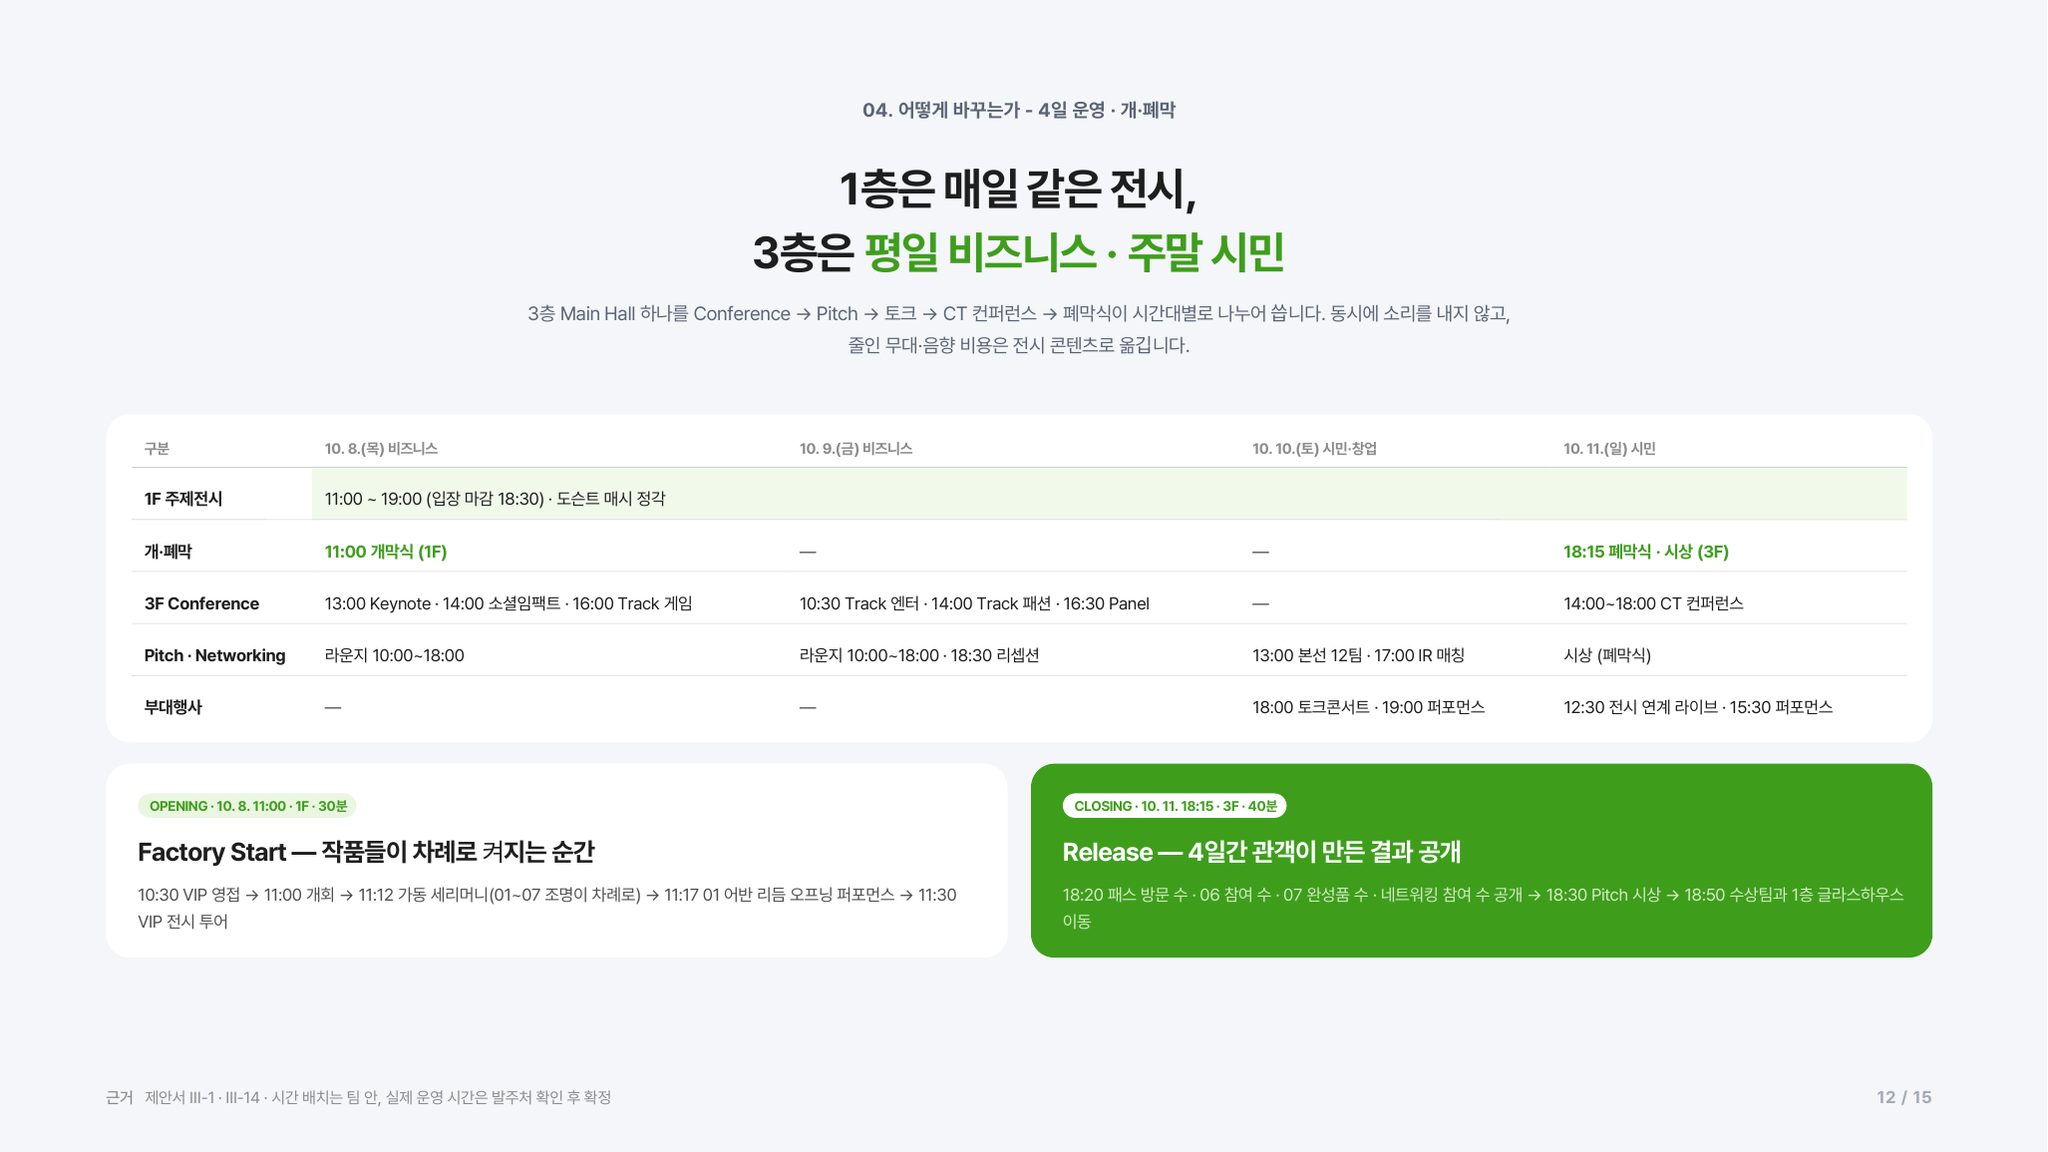 04. 어떻게 바꾸는가 - 4일 운영 · 개·폐막
1층은 매일 같은 전시,
3층은 평일 비즈니스 · 주말 시민
3층 Main Hall 하나를 Conference → Pitch → 토크 → CT 컨퍼런스 → 폐막식이 시간대별로 나누어 씁니다. 동시에 소리를 내지 않고,
줄인 무대·음향 비용은 전시 콘텐츠로 옮깁니다.
구분 10. 8.(목) 비즈니스 10. 9.(금) 비즈니스 10. 10.(토) 시민·창업 10. 11.(일) 시민
1F 주제전시 11:00 ~ 19:00 (입장 마감 18:30) · 도슨트 매시 정각
개·폐막 11:00 개막식 (1F) — — 18:15 폐막식 · 시상 (3F)
3F Conference 13:00 Keynote · 14:00 소셜임팩트 · 16:00 Track 게임 10:30 Track 엔터 · 14:00 Track 패션 · 16:30 Panel — 14:00~18:00 CT 컨퍼런스
Pitch · Networking 라운지 10:00~18:00 라운지 10:00~18:00 · 18:30 리셉션 13:00 본선 12팀 · 17:00 IR 매칭 시상 (폐막식)
부대행사 — — 18:00 토크콘서트 · 19:00 퍼포먼스 12:30 전시 연계 라이브 · 15:30 퍼포먼스
OPENING · 10. 8. 11:00 · 1F · 30분
Factory Start — 작품들이 차례로 켜지는 순간
10:30 VIP 영접 → 11:00 개회 → 11:12 가동 세리머니(01~07 조명이 차례로) → 11:17 01 어반 리듬 오프닝 퍼포먼스 → 11:30
VIP 전시 투어
CLOSING · 10. 11. 18:15 · 3F · 40분
Release — 4일간 관객이 만든 결과 공개
18:20 패스 방문 수 · 06 참여 수 · 07 완성품 수 · 네트워킹 참여 수 공개 → 18:30 Pitch 시상 → 18:50 수상팀과 1층 글라스하우스
이동
근거 제안서 III-1 · III-14 · 시간 배치는 팀 안, 실제 운영 시간은 발주처 확인 후 확정
12 / 15